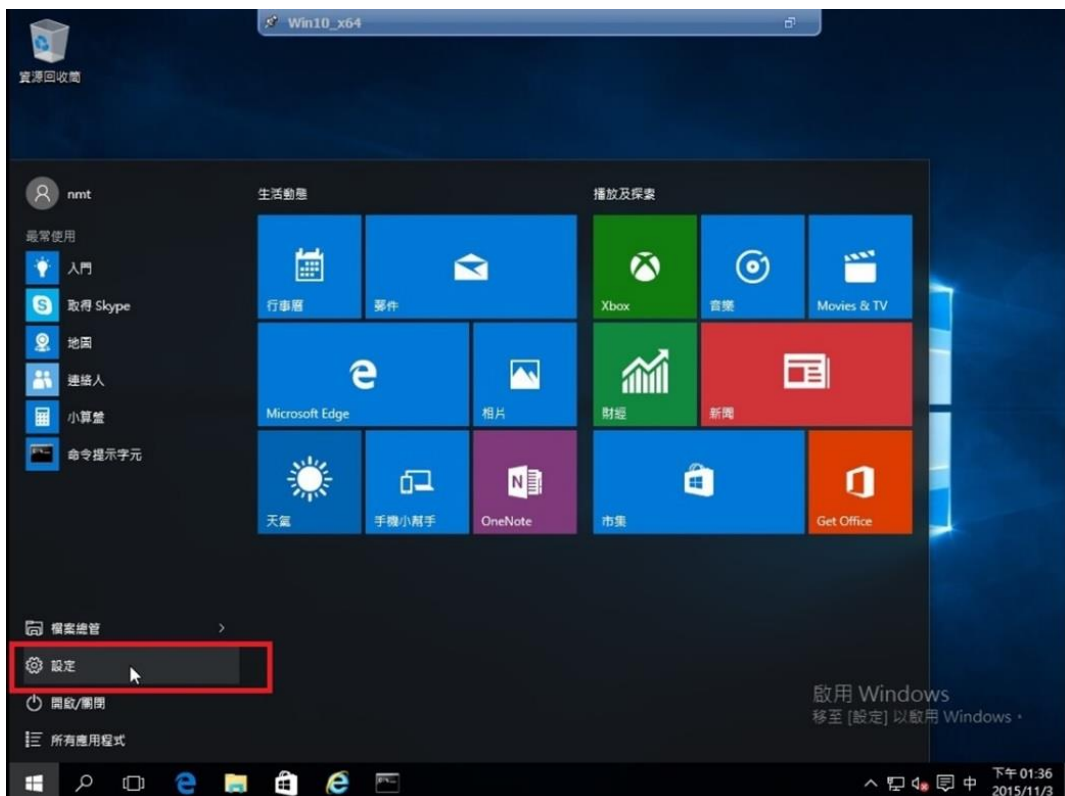 Win10_x64
資源回收筒
nmt
最常使用
入門
取得 Skype
地圖
連絡人
小算盤
命令提示字元
檔案總管
設定
開啟/關閉
所有應用程式
生活動態
行事曆
郵件
Microsoft Edge
相片
天氣
手機小幫手
N
OneNote
播放及探索
Xbox
音樂
Movies & TV
財經
新聞
市集
Get Office
啟用 Windows
移至 [設定] 以啟用 Windows。
中
下午 01:36
2015/11/3